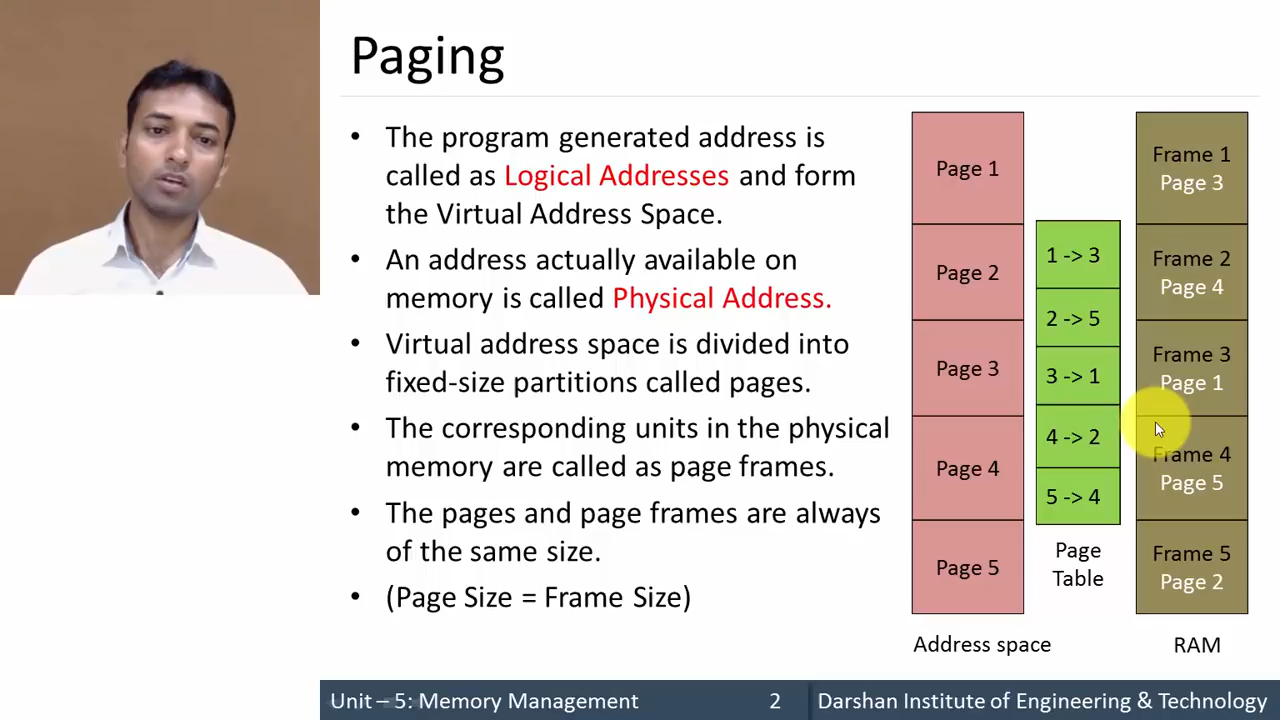 Paging
• The program generated address is
called as Logical Addresses and form
the Virtual Address Space.
• An address actually available on
memory is called Physical Address.
• Virtual address space is divided into
fixed-size partitions called pages.
• The corresponding units in the physical
memory are called as page frames.
• The pages and page frames are always
of the same size.
• (Page Size = Frame Size)
Page 1
Page 2
Page 3
Page 4
Page 5
Address space
1 -> 3
2 -> 5
3 -> 1
4 -> 2
5 -> 4
Page
Table
Frame 1
Page 3
Frame 2
Page 4
Frame 3
Page 1
Frame 4
Page 5
Frame 5
Page 2
RAM
Unit – 5: Memory Management
2
Darshan Institute of Engineering & Technology